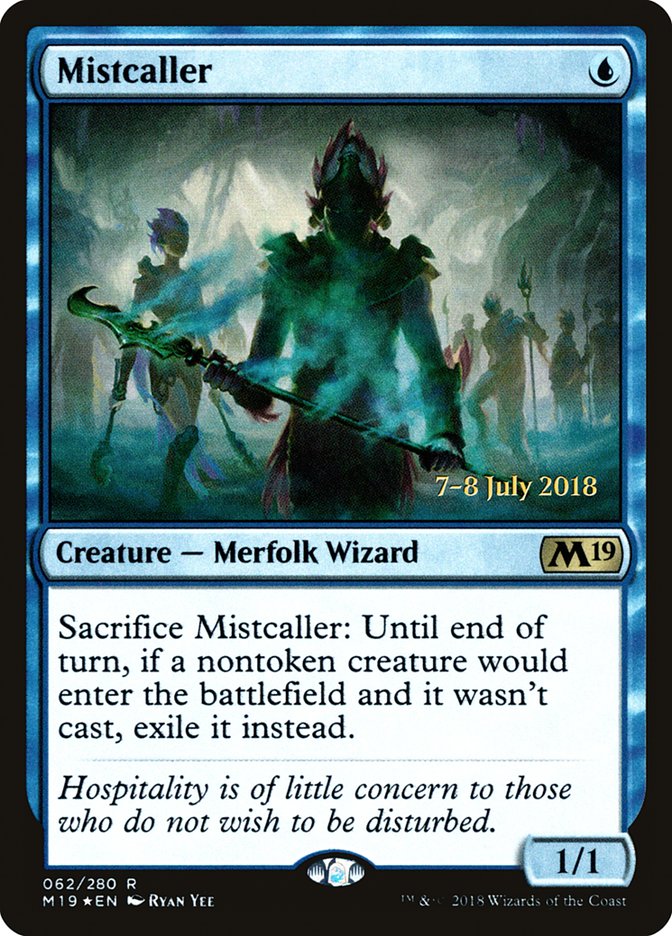 Mistcaller
7–8 July 2018
Creature — Merfolk Wizard
M19
Sacrifice Mistcaller: Until end of
turn, if a nontoken creature would
enter the battlefield and it wasn't
cast, exile it instead.
Hospitality is of little concern to those
who do not wish to be disturbed.
1/1
062/280 R
M19 ★ EN Ryan Yee
™ & © 2018 Wizards of the Coast